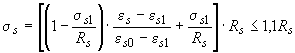 σₛ = [(1 − σₛ₁/Rₛ) · (εₛ − εₛ₁)/(εₛ₀ − εₛ₁) + σₛ₁/Rₛ] · Rₛ ≤ 1,1Rₛ